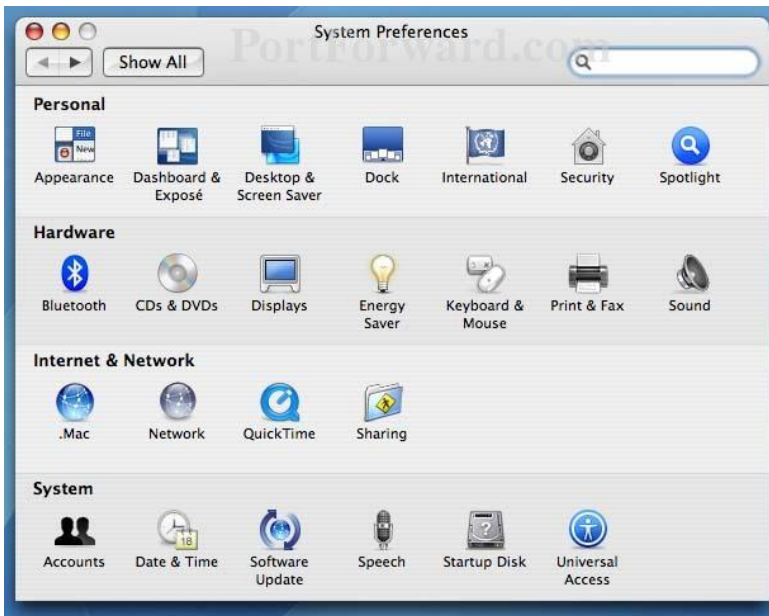 System Preferences
PortForward.com
Show All
Personal
File
New
Appearance
Dashboard &
Exposé
Desktop &
Screen Saver
Dock
International
Security
Spotlight
Hardware
Bluetooth
CDs & DVDs
Displays
Energy
Saver
Keyboard &
Mouse
Print & Fax
Sound
Internet & Network
.Mac
Network
QuickTime
Sharing
System
18
?
Accounts
Date & Time
Software
Update
Speech
Startup Disk
Universal
Access